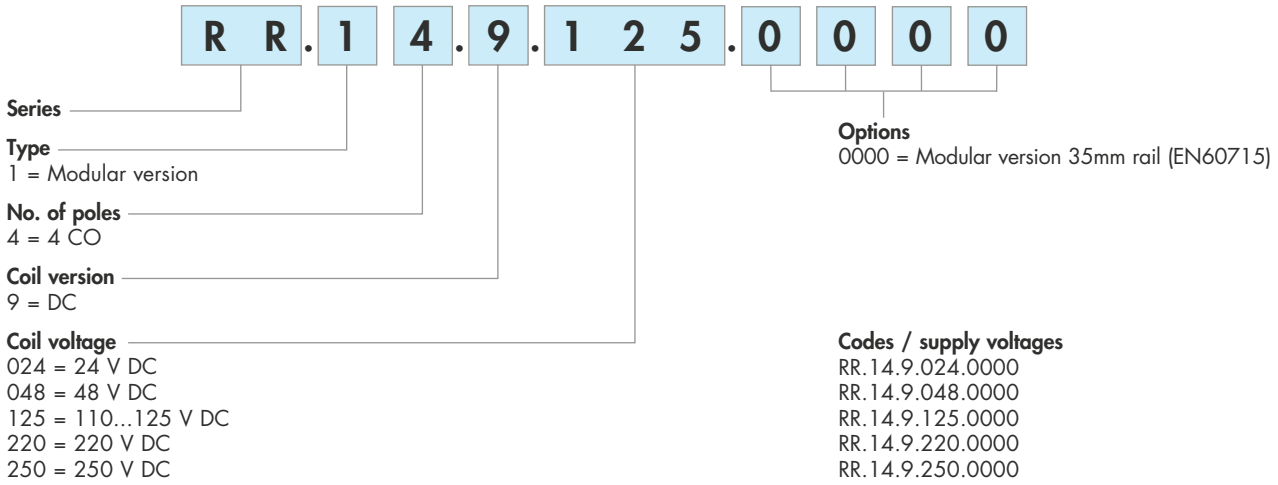 R R . 1 4 . 9 . 1 2 5 . 0 0 0 0
Series
Type
1 = Modular version
No. of poles
4 = 4 CO
Coil version
9 = DC
Coil voltage
024 = 24 V DC
048 = 48 V DC
125 = 110...125 V DC
220 = 220 V DC
250 = 250 V DC
Options
0000 = Modular version 35mm rail (EN60715)
Codes / supply voltages
RR.14.9.024.0000
RR.14.9.048.0000
RR.14.9.125.0000
RR.14.9.220.0000
RR.14.9.250.0000